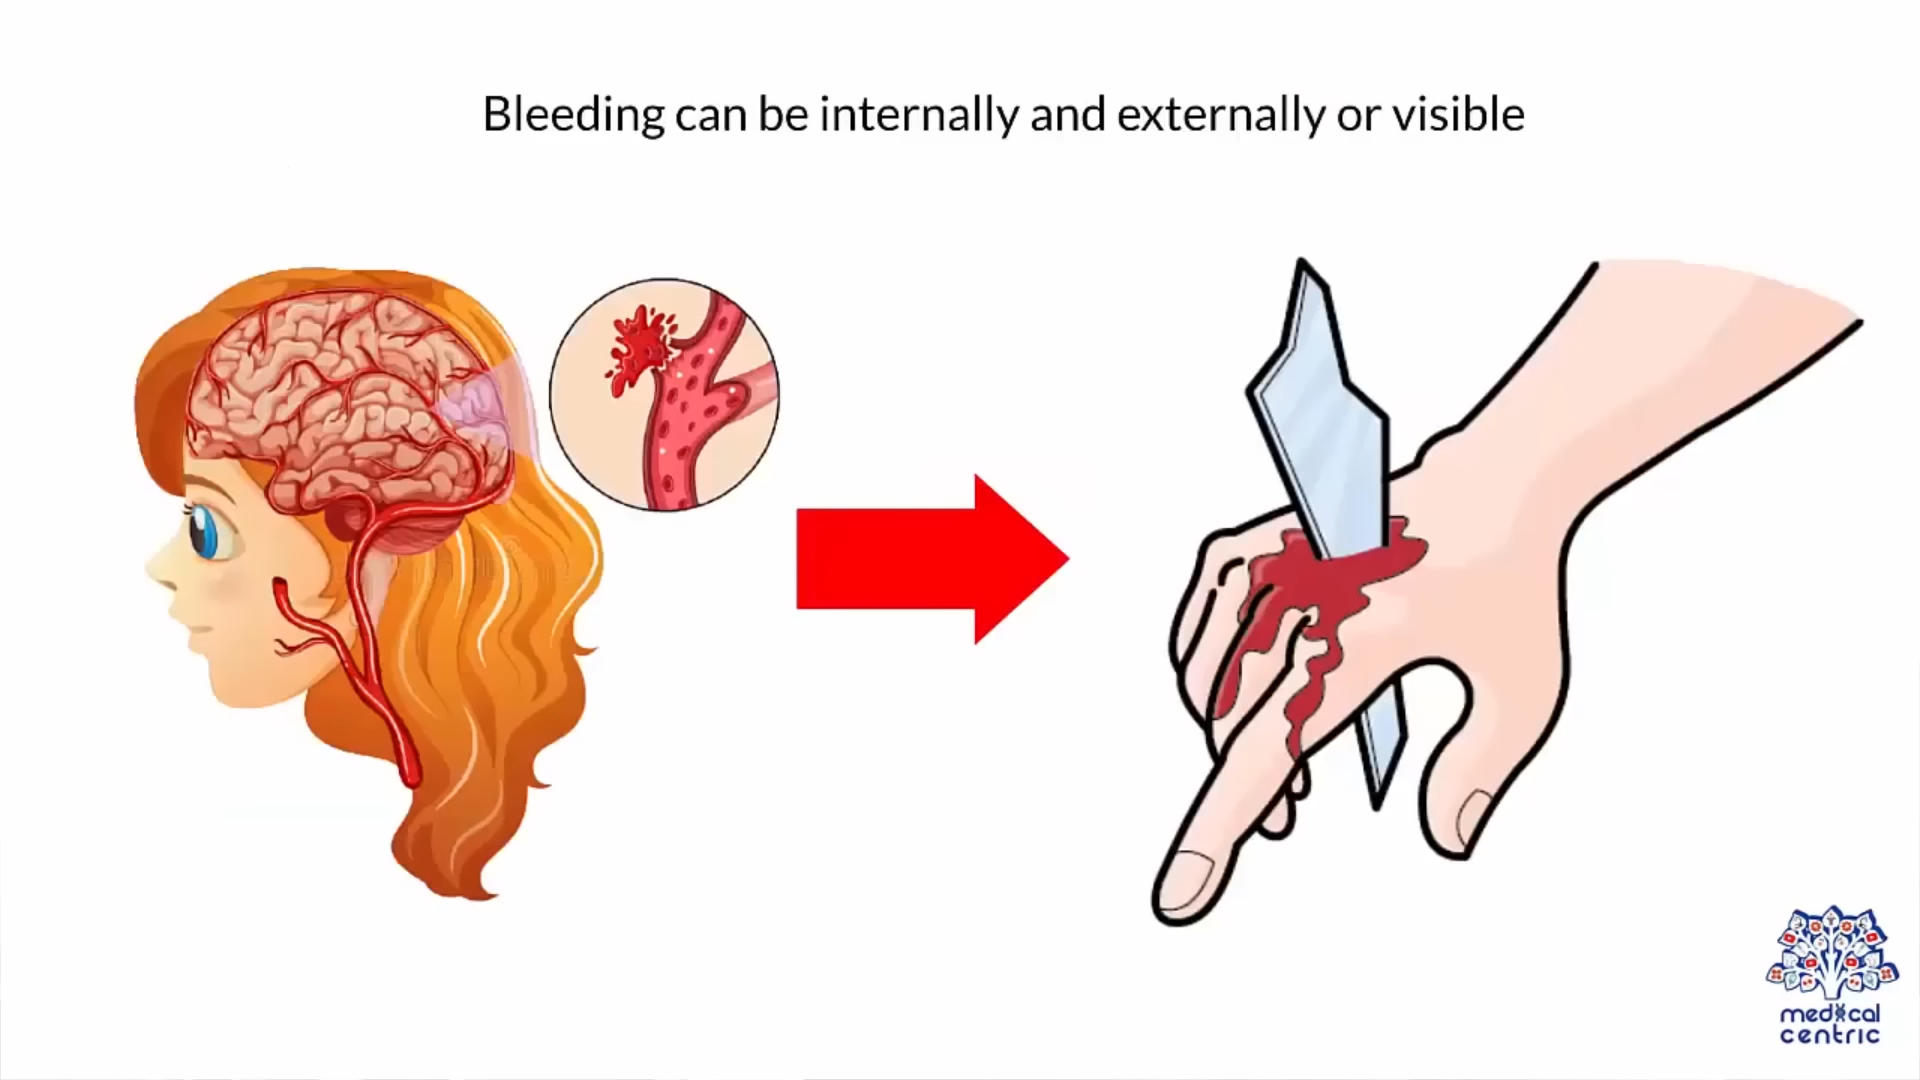 Bleeding can be internally and externally or visible
medical
centric